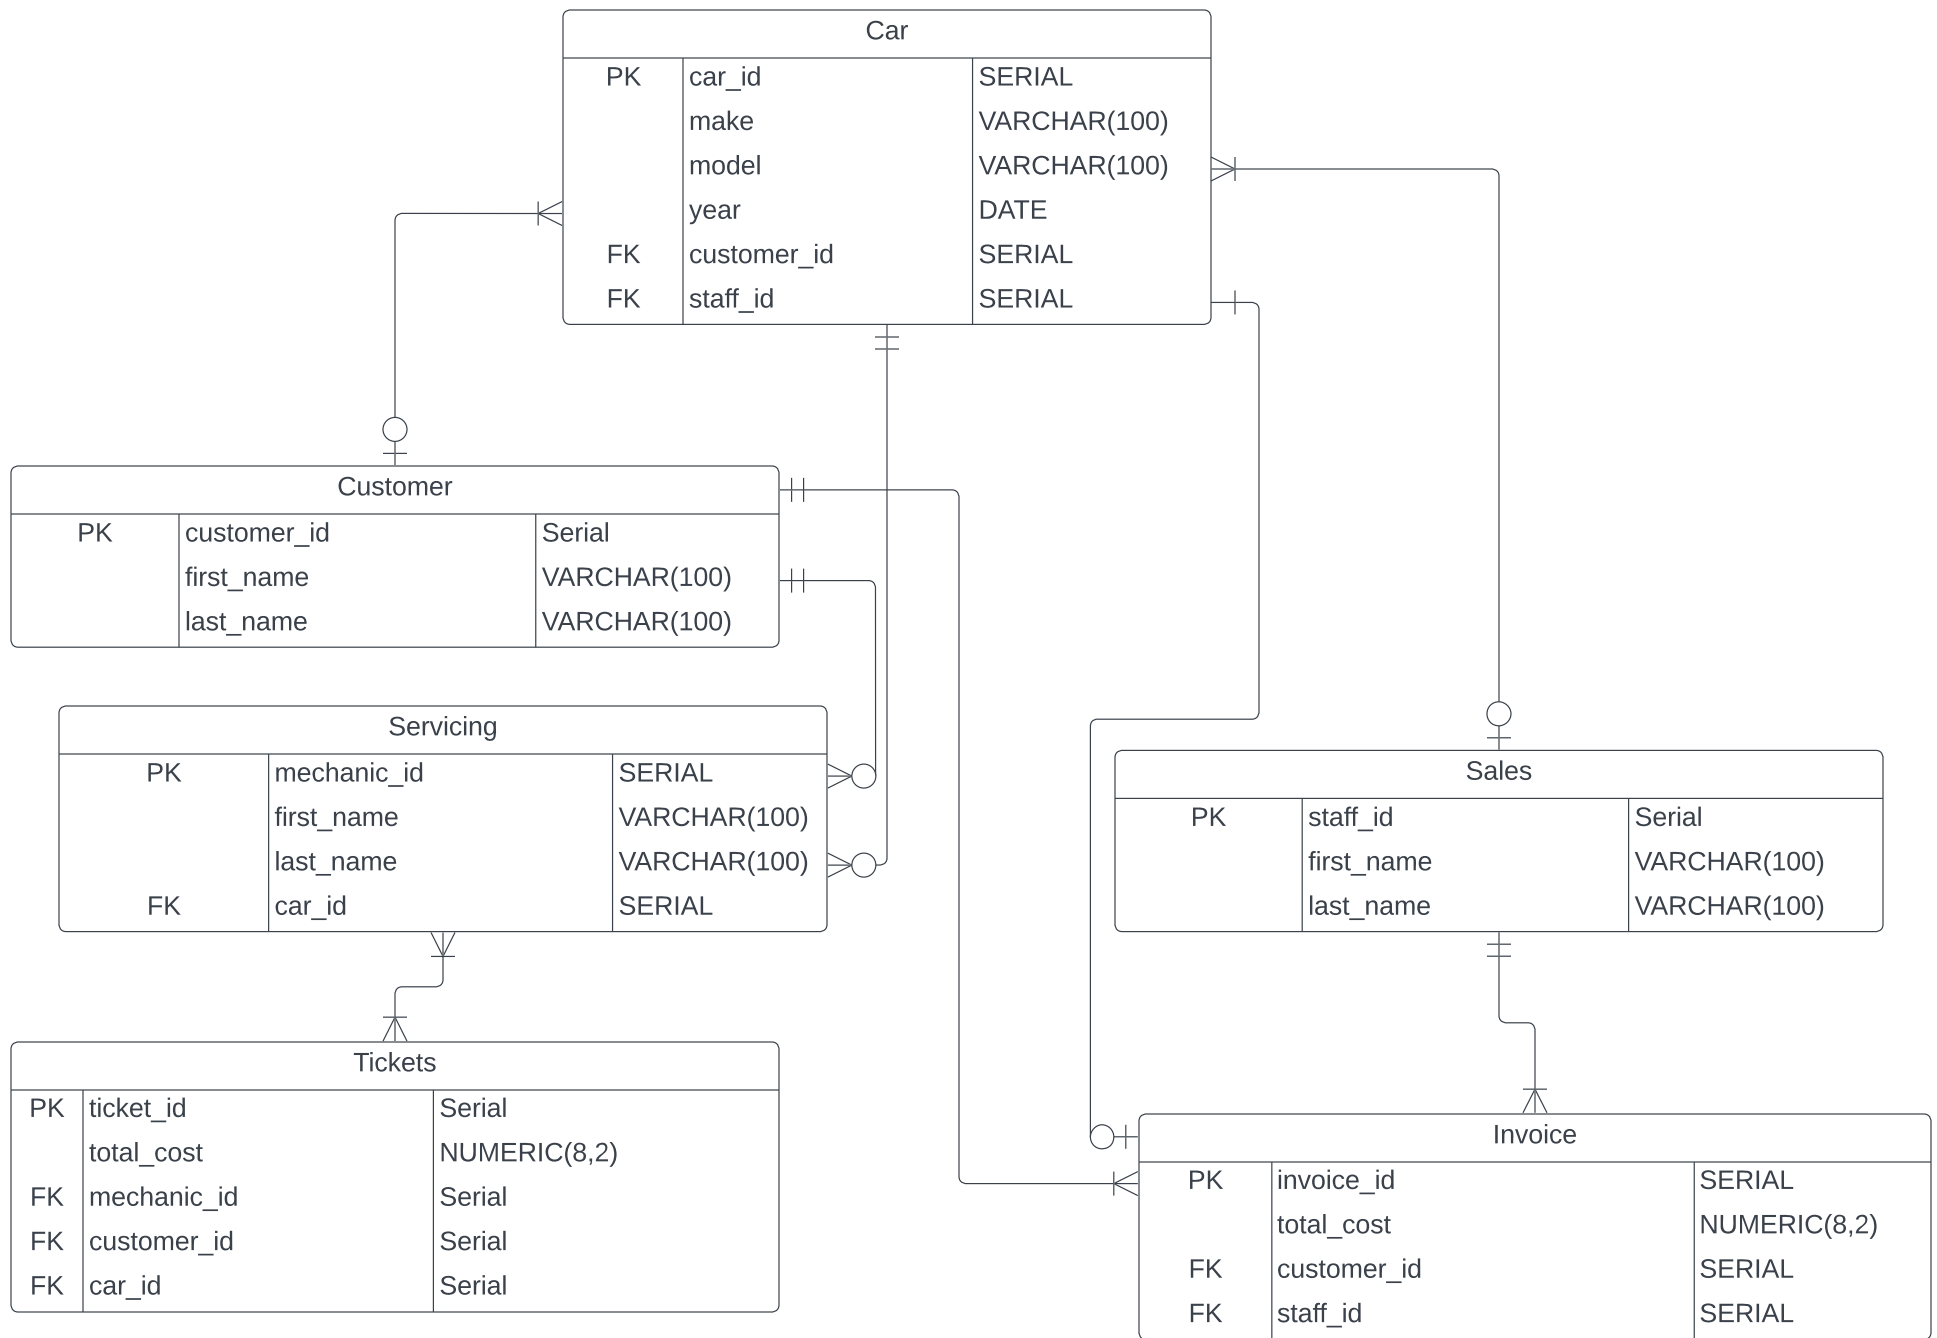 Car
PK car_id SERIAL
make VARCHAR(100)
model VARCHAR(100)
year DATE
FK customer_id SERIAL
FK staff_id SERIAL
Customer
PK customer_id Serial
first_name VARCHAR(100)
last_name VARCHAR(100)
Servicing
PK mechanic_id SERIAL
first_name VARCHAR(100)
last_name VARCHAR(100)
FK car_id SERIAL
Sales
PK staff_id Serial
first_name VARCHAR(100)
last_name VARCHAR(100)
Tickets
PK ticket_id Serial
total_cost NUMERIC(8,2)
FK mechanic_id Serial
FK customer_id Serial
FK car_id Serial
Invoice
PK invoice_id SERIAL
total_cost NUMERIC(8,2)
FK customer_id SERIAL
FK staff_id SERIAL